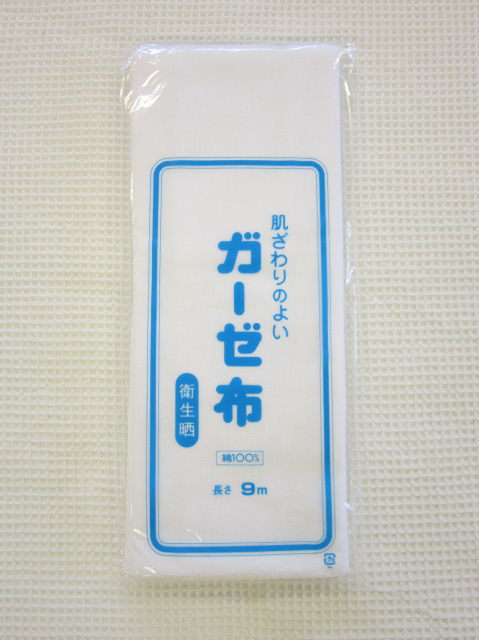 肌ざわりのよい
ガーゼ布
衛生晒
綿100%
長さ 9m